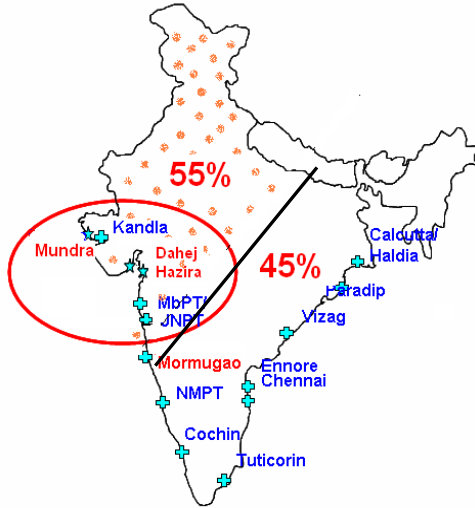 55%
Kandla
Mundra
Dahej
Hazira
Calcutta/
Haldia
45%
Paradip
MbPT/
JNPT
Vizag
Mormugao
Ennore
Chennai
NMPT
Cochin
Tuticorin